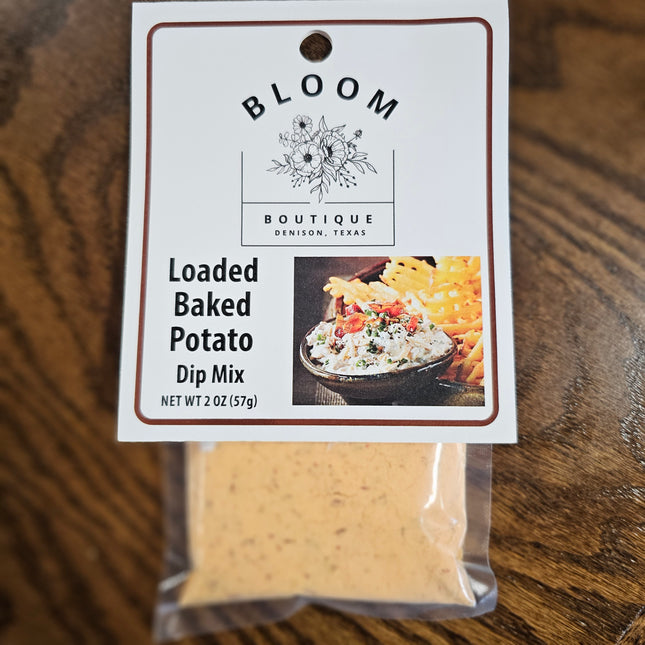 BLOOM
BOUTIQUE
DENISON, TEXAS
Loaded
Baked
Potato
Dip Mix
NET WT 2 OZ (57g)